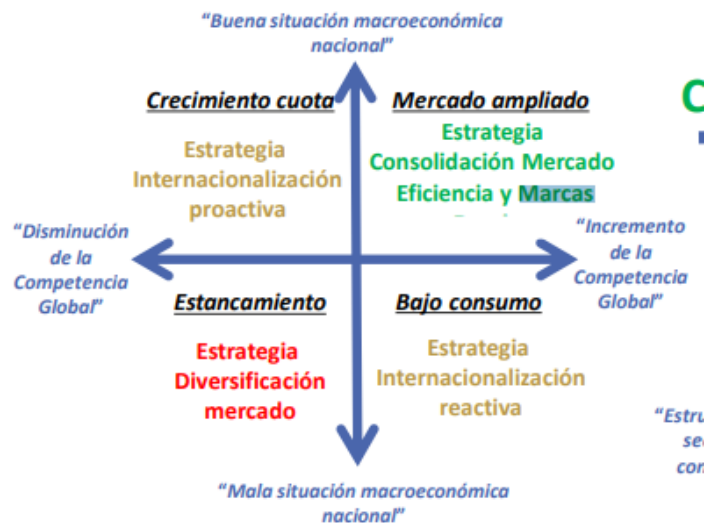 “Buena situación macroeconómica
nacional”
Crecimiento cuota
Mercado ampliado
Estrategia
Internacionalización
proactiva
Estrategia
Consolidación Mercado
Eficiencia y Marcas
“Disminución
de la
Competencia
Global”
“Incremento
de la
Competencia
Global”
Estancamiento
Bajo consumo
Estrategia
Diversificación
mercado
Estrategia
Internacionalización
reactiva
“Mala situación macroeconómica
nacional”